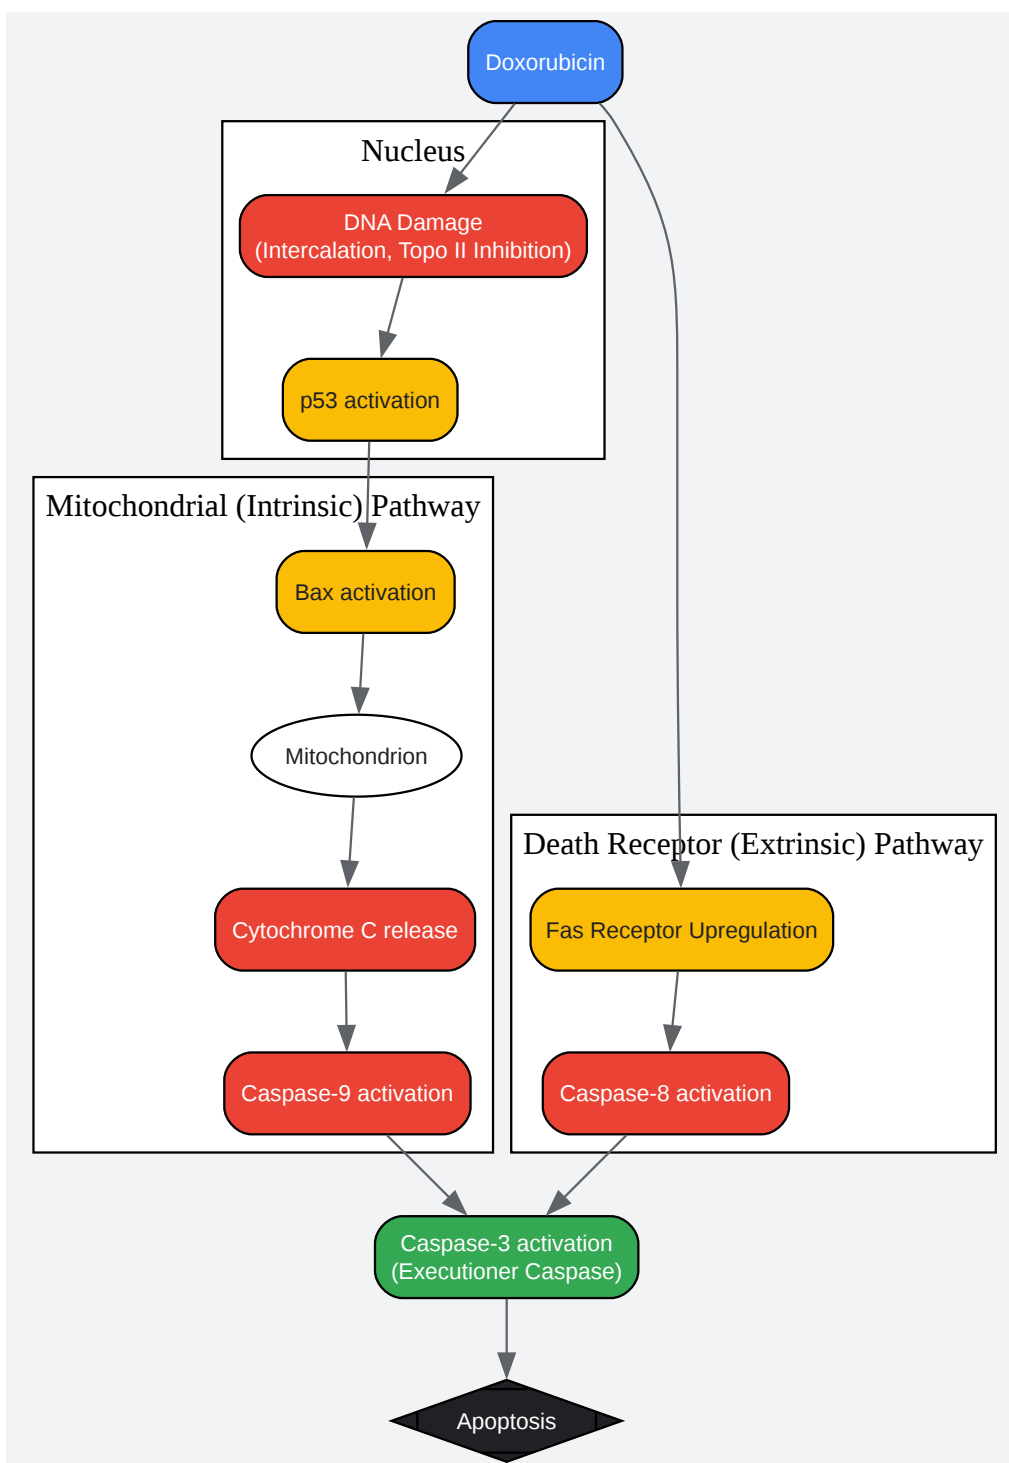 Doxorubicin
Nucleus
DNA Damage
(Intercalation, Topo II Inhibition)
p53 activation
Mitochondrial (Intrinsic) Pathway
Bax activation
Mitochondrion
Death Receptor (Extrinsic) Pathway
Cytochrome C release
Fas Receptor Upregulation
Caspase-9 activation
Caspase-8 activation
Caspase-3 activation
(Executioner Caspase)
Apoptosis